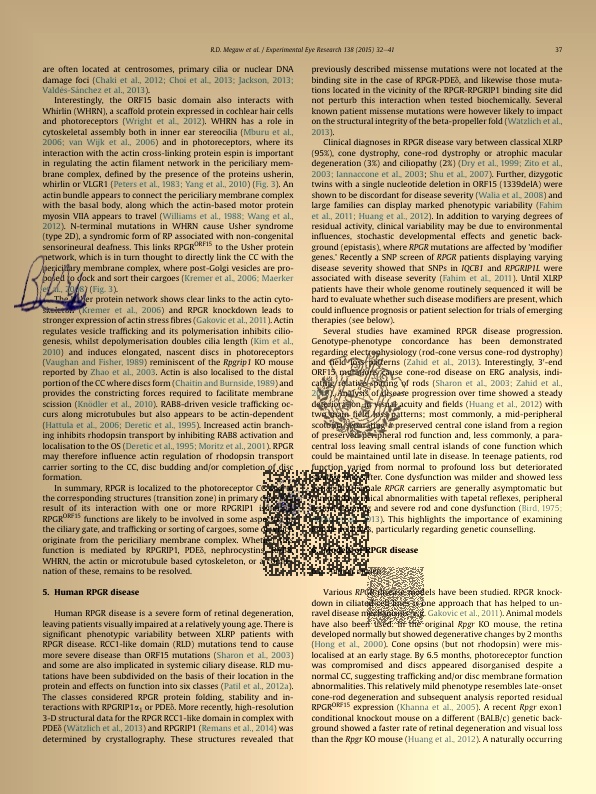 R.D. Megaw et al. / Experimental Eye Research 138 (2015) 32–41
37
are often located at centrosomes, primary cilia or nuclear DNA
damage foci (Chaki et al., 2012; Choi et al., 2013; Jackson, 2013;
Valdés-Sánchez et al., 2013).
Interestingly, the ORF15 basic domain also interacts with
Whirlin (WHRN), a scaffold protein expressed in cochlear hair cells
and photoreceptors (Wright et al., 2012). WHRN has a role in
cytoskeletal assembly both in inner ear stereocilia (Mburu et al.,
2006; van Wijk et al., 2006) and in photoreceptors, where its
interaction with the actin cross-linking protein espin is important
in regulating the actin filament network in the periciliary mem-
brane complex, defined by the presence of the proteins usherin,
whirlin or VLGR1 (Peters et al., 1983; Yang et al., 2010) (Fig. 3). An
actin bundle appears to connect the periciliary membrane complex
with the basal body, along which the actin-based motor protein
myosin VIIA appears to travel (Williams et al., 1988; Wang et al.,
2012). N-terminal mutations in WHRN cause Usher syndrome
(type 2D), a syndromic form of RP associated with non-congenital
sensorineural deafness. This links RPGRORF15 to the Usher protein
network, which is in turn thought to directly link the CC with the
periciliary membrane complex, where post-Golgi vesicles are pro-
posed to dock and sort their cargoes (Kremer et al., 2006; Maerker
et al., 2008) (Fig. 3).
The Usher protein network shows clear links to the actin cyto-
skeleton (Kremer et al., 2006) and RPGR knockdown leads to
stronger expression of actin stress fibres (Gakovic et al., 2011). Actin
regulates vesicle trafficking and its polymerisation inhibits cilio-
genesis, whilst depolymerisation doubles cilia length (Kim et al.,
2010) and induces elongated, nascent discs in photoreceptors
(Vaughan and Fisher, 1989) reminiscent of the Rpgrip1 KO mouse
reported by Zhao et al., 2003. Actin is also localised to the distal
portion of the CC where discs form (Chaitin and Burnside, 1989) and
provides the constricting forces required to facilitate membrane
scission (Knödler et al., 2010). RAB8-driven vesicle trafficking oc-
curs along microtubules but also appears to be actin-dependent
(Hattula et al., 2006; Deretic et al., 1995). Increased actin branch-
ing inhibits rhodopsin transport by inhibiting RAB8 activation and
localisation to the OS (Deretic et al., 1995; Moritz et al., 2001). RPGR
may therefore influence actin regulation of rhodopsin transport
carrier sorting to the CC, disc budding and/or completion of disc
formation.
In summary, RPGR is localized to the photoreceptor CC
the corresponding structures (transition zone) in primary
result of its interaction with one or more RPGRIP1
RPGRORF15 functions are likely to be involved in some
the ciliary gate, and trafficking or sorting of cargoes, some
originate from the periciliary membrane complex.
function is mediated by RPGRIP1, PDEδ, nephrocystins,
WHRN, the actin or microtubule based cytoskeleton, or
nation of these, remains to be resolved.
5. Human RPGR disease
Human RPGR disease is a severe form of retinal degeneration,
leaving patients visually impaired at a relatively young age. There is
significant phenotypic variability between XLRP patients with
RPGR disease. RCC1-like domain (RLD) mutations tend to cause
more severe disease than ORF15 mutations (Sharon et al., 2003)
and some are also implicated in systemic ciliary disease. RLD mu-
tations have been subdivided on the basis of their location in the
protein and effects on function into six classes (Patil et al., 2012a).
The classes considered RPGR protein folding, stability and in-
teractions with RPGRIP1α1 or PDEδ. More recently, high-resolution
3-D structural data for the RPGR RCC1-like domain in complex with
PDEδ (Wätzlich et al., 2013) and RPGRIP1 (Remans et al., 2014) was
determined by crystallography. These structures revealed that
previously described missense mutations were not located at the
binding site in the case of RPGR-PDEδ, and likewise those muta-
tions located in the vicinity of the RPGR-RPGRIP1 binding site did
not perturb this interaction when tested biochemically. Several
known patient missense mutations were however likely to impact
on the structural integrity of the beta-propeller fold (Wätzlich et al.,
2013).
Clinical diagnoses in RPGR disease vary between classical XLRP
(95%), cone dystrophy, cone-rod dystrophy or atrophic macular
degeneration (3%) and ciliopathy (2%) (Dry et al., 1999; Zito et al.,
2003; Iannaccone et al., 2003; Shu et al., 2007). Further, dizygotic
twins with a single nucleotide deletion in ORF15 (1339delA) were
shown to be discordant for disease severity (Walia et al., 2008) and
large families can display marked phenotypic variability (Fahim
et al., 2011; Huang et al., 2012). In addition to varying degrees of
residual activity, clinical variability may be due to environmental
influences, stochastic developmental effects and genetic back-
ground (epistasis), where RPGR mutations are affected by 'modifier
genes.' Recently a SNP screen of RPGR patients displaying varying
disease severity showed that SNPs in IQCB1 and RPGRIP1L were
associated with disease severity (Fahim et al., 2011). Until XLRP
patients have their whole genome routinely sequenced it will be
hard to evaluate whether such disease modifiers are present, which
could influence prognosis or patient selection for trials of emerging
therapies (see below).
Several studies have examined RPGR disease progression.
Genotype-phenotype concordance has been demonstrated
regarding electrophysiology (rod-cone versus cone-rod dystrophy)
and field loss patterns (Zahid et al., 2013). Interestingly, 3'-end
ORF15 mutations cause cone-rod disease on ERG analysis, indi-
cating relative sparing of rods (Sharon et al., 2003; Zahid et al.,
Analysis of disease progression over time showed a steady
deterioration in visual acuity and fields (Huang et al., 2012) with
two main field loss patterns; most commonly, a mid-peripheral
scotoma separating a preserved central cone island from a region
of preserved peripheral rod function and, less commonly, a para-
central loss leaving small central islands of cone function which
could be maintained until late in disease. In teenage patients, rod
function varied from normal to profound loss but deteriorated
thereafter. Cone dysfunction was milder and showed less
RPGR carriers are generally asymptomatic but
abnormalities with tapetal reflexes, peripheral
and severe rod and cone dysfunction (Bird, 1975;
This highlights the importance of examining
particularly regarding genetic counselling.
RPGR disease
Various RPGR disease models have been studied. RPGR knock-
down in ciliated cell lines is one approach that has helped to un-
ravel disease mechanisms (e.g. Gakovic et al., 2011). Animal models
have also been used. In the original Rpgr KO mouse, the retina
developed normally but showed degenerative changes by 2 months
(Hong et al., 2000). Cone opsins (but not rhodopsin) were mis-
localised at an early stage. By 6.5 months, photoreceptor function
was compromised and discs appeared disorganised despite a
normal CC, suggesting trafficking and/or disc membrane formation
abnormalities. This relatively mild phenotype resembles late-onset
cone-rod degeneration and subsequent analysis reported residual
RPGRORF15 expression (Khanna et al., 2005). A recent Rpgr exon1
conditional knockout mouse on a different (BALB/c) genetic back-
ground showed a faster rate of retinal degeneration and visual loss
than the Rpgr KO mouse (Huang et al., 2012). A naturally occurring